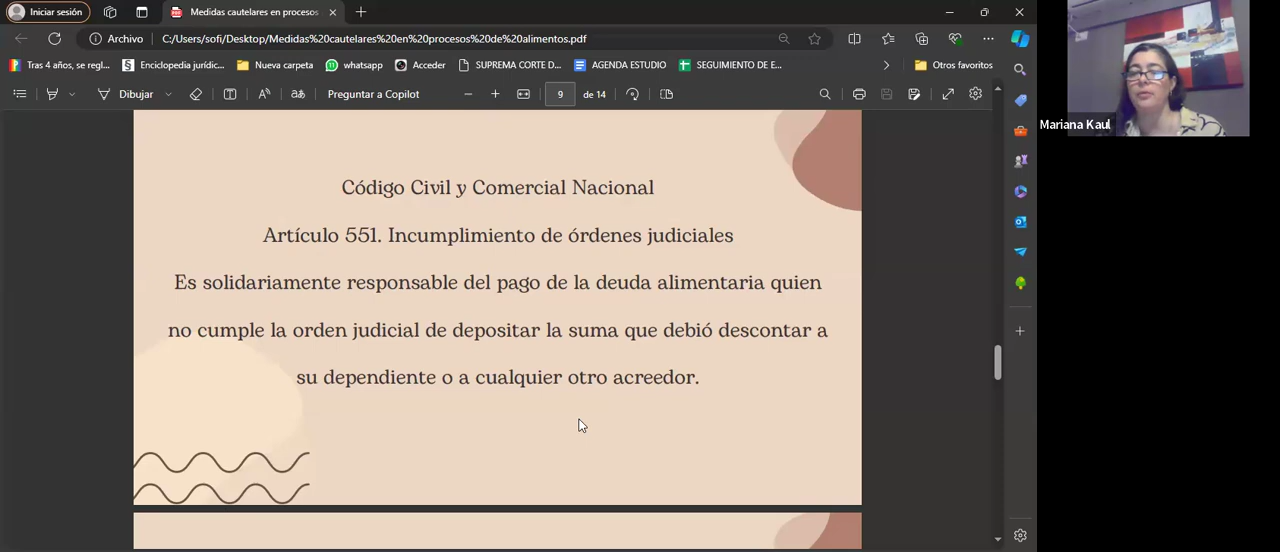 Iniciar sesión
Medidas cautelares en procesos
Archivo
C:/Users/sofi/Desktop/Medidas%20cautelares%20en%20procesos%20de%20alimentos.pdf
Tras 4 años, se regl...
Enciclopedia jurídic...
Nueva carpeta
whatsapp
Acceder
SUPREMA CORTE D...
AGENDA ESTUDIO
SEGUIMIENTO DE E...
Otros favoritos
Dibujar
Preguntar a Copilot
9 de 14
Mariana Kaul
Código Civil y Comercial Nacional
Artículo 551. Incumplimiento de órdenes judiciales
Es solidariamente responsable del pago de la deuda alimentaria quien
no cumple la orden judicial de depositar la suma que debió descontar a
su dependiente o a cualquier otro acreedor.